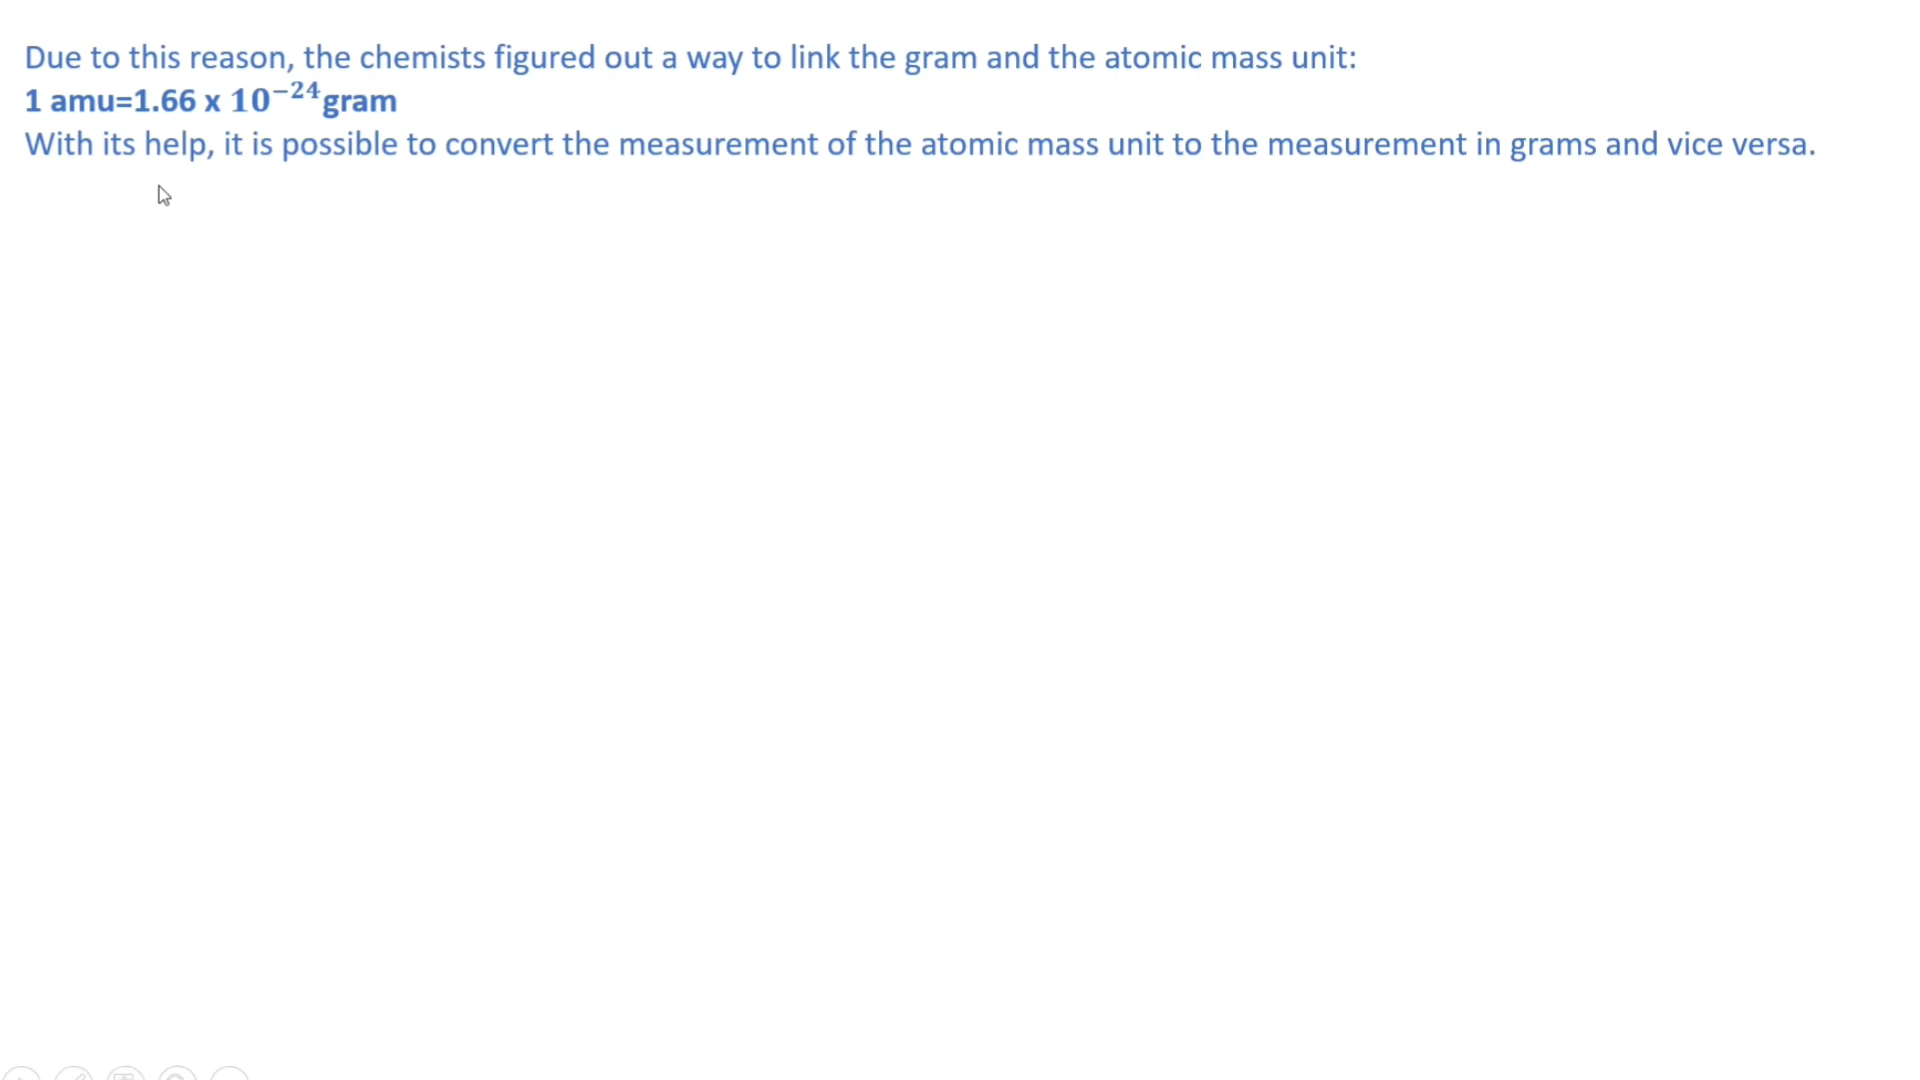 Due to this reason, the chemists figured out a way to link the gram and the atomic mass unit:
1 amu=1.66 x 10⁻²⁴gram
With its help, it is possible to convert the measurement of the atomic mass unit to the measurement in grams and vice versa.